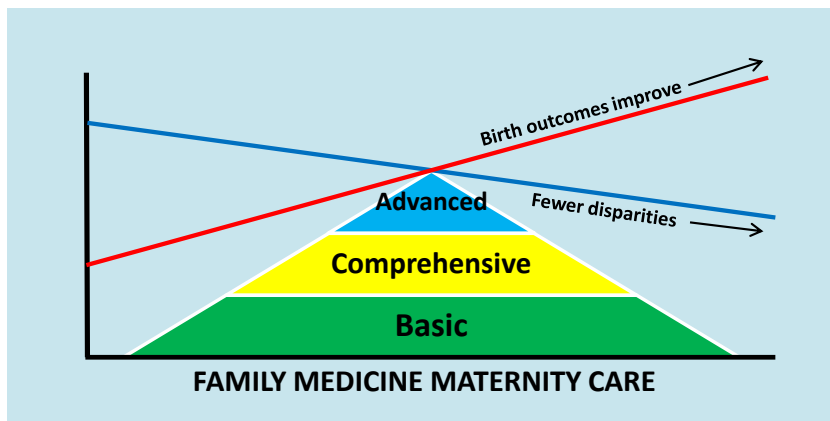 Birth outcomes improve
Advanced
Fewer disparities
Comprehensive
Basic
FAMILY MEDICINE MATERNITY CARE